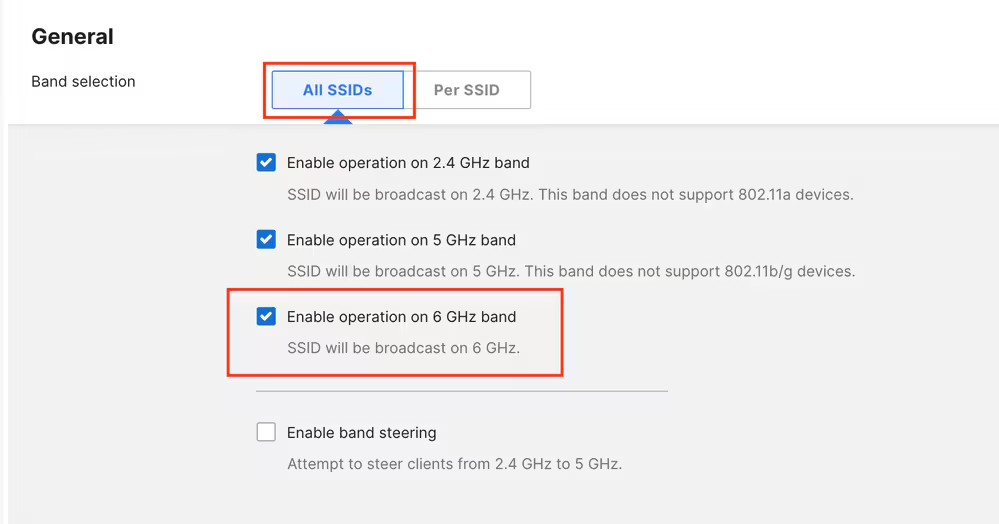 General
Band selection
All SSIDs
Per SSID
Enable operation on 2.4 GHz band
SSID will be broadcast on 2.4 GHz. This band does not support 802.11a devices.
Enable operation on 5 GHz band
SSID will be broadcast on 5 GHz. This band does not support 802.11b/g devices.
Enable operation on 6 GHz band
SSID will be broadcast on 6 GHz.
Enable band steering
Attempt to steer clients from 2.4 GHz to 5 GHz.